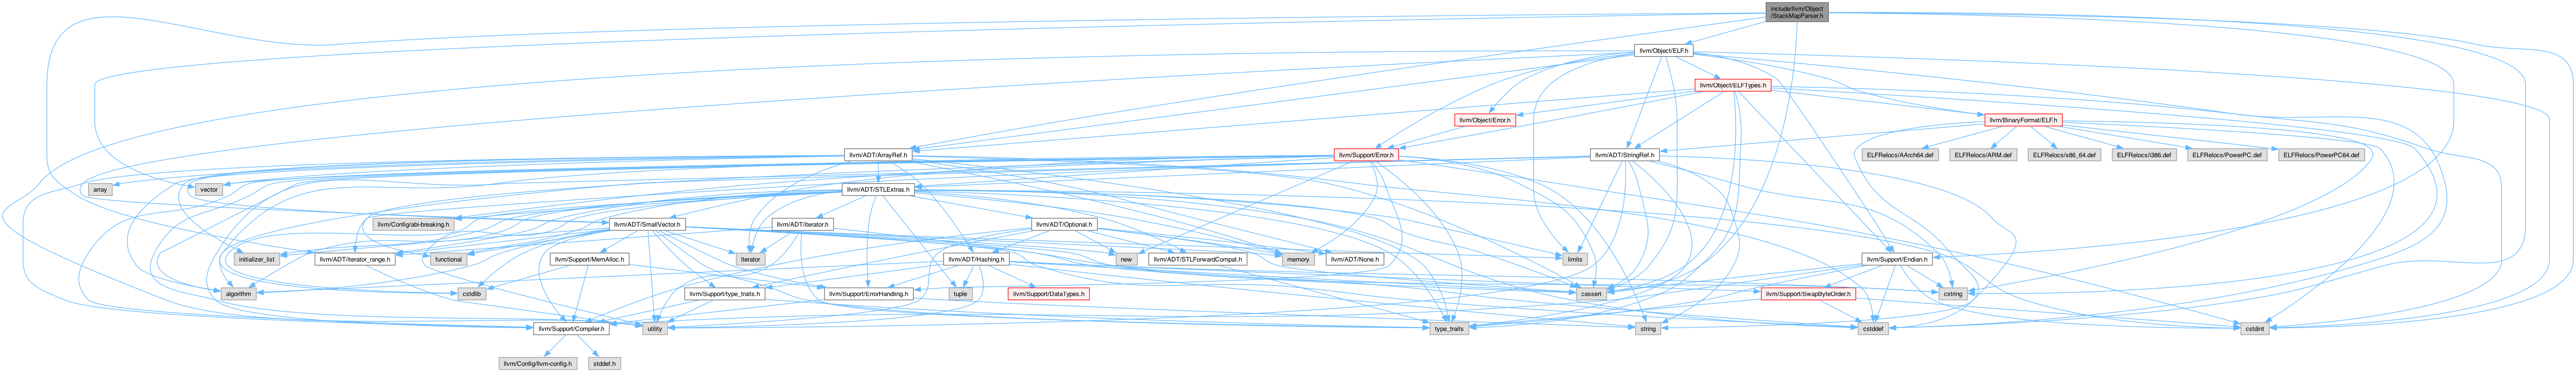 include/llvm/Object
/StackMapParser.h
llvm/Object/ELF.h
llvm/Object/ELFTypes.h
llvm/Object/Error.h
llvm/BinaryFormat/ELF.h
llvm/ADT/ArrayRef.h
llvm/Support/Error.h
llvm/ADT/StringRef.h
ELFRelocs/AArch64.def
ELFRelocs/ARM.def
ELFRelocs/x86_64.def
ELFRelocs/i386.def
ELFRelocs/PowerPC.def
ELFRelocs/PowerPC64.def
array
vector
llvm/ADT/STLExtras.h
llvm/Config/abi-breaking.h
llvm/ADT/SmallVector.h
llvm/ADT/iterator.h
llvm/ADT/Optional.h
initializer_list
llvm/ADT/iterator_range.h
functional
llvm/Support/MemAlloc.h
iterator
llvm/ADT/Hashing.h
new
llvm/ADT/STLForwardCompat.h
memory
llvm/ADT/None.h
limits
llvm/Support/Endian.h
algorithm
cstdlib
llvm/Support/type_traits.h
llvm/Support/ErrorHandling.h
tuple
llvm/Support/DataTypes.h
cassert
llvm/Support/SwapByteOrder.h
cstring
llvm/Support/Compiler.h
utility
type_traits
string
cstddef
cstdint
llvm/Config/llvm-config.h
stddef.h